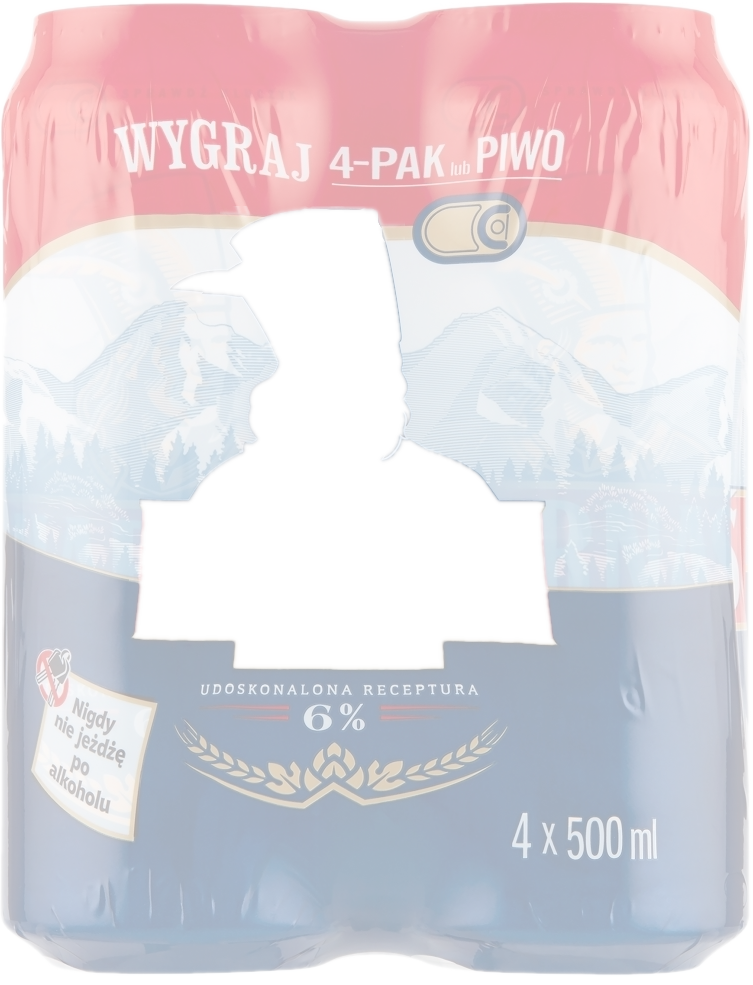 WYGRAJ 4-PAK lub PIWO
UDOSKONALONA RECEPTURA
6%
Nigdy
nie jeżdżę
po
alkoholu
4 x 500 ml